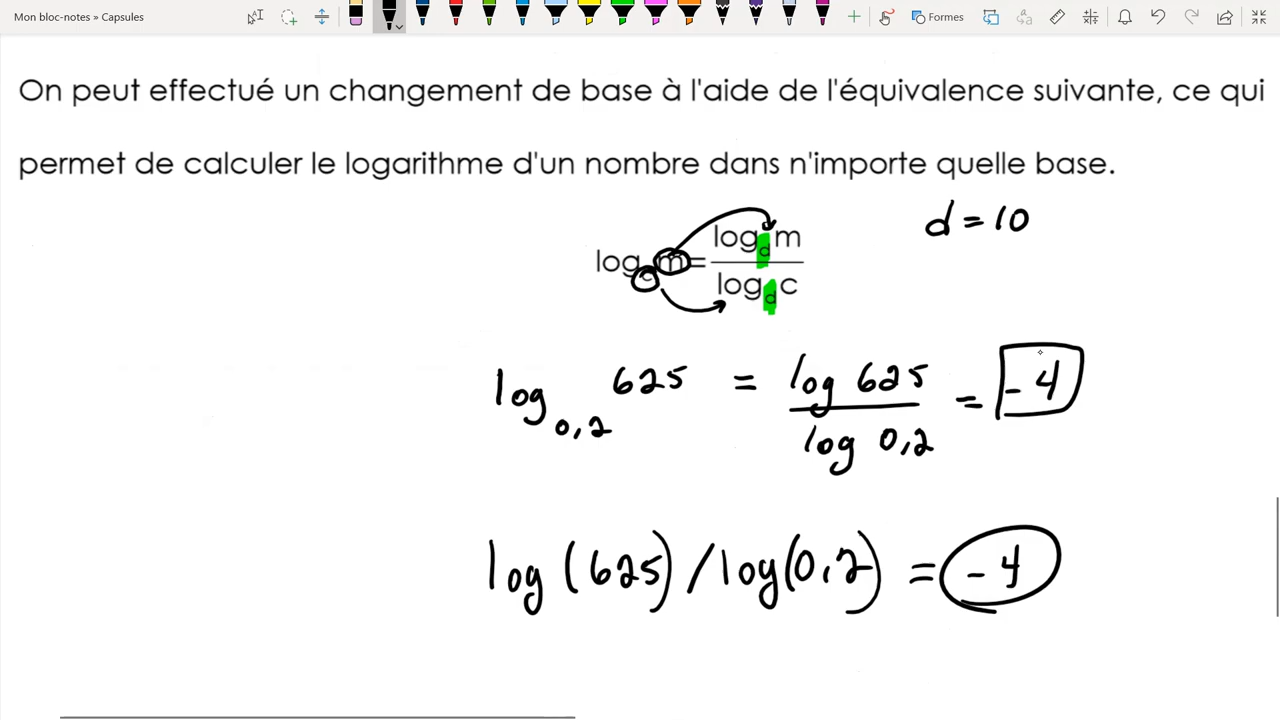 Mon bloc-notes » Capsules
Formes
On peut effectué un changement de base à l'aide de l'équivalence suivante, ce qui
permet de calculer le logarithme d'un nombre dans n'importe quelle base.
d = 10
log_c m = log_d m / log_d c
log_0,2 625 = log 625 / log 0,2 = -4
log (625) / log(0,2) = -4